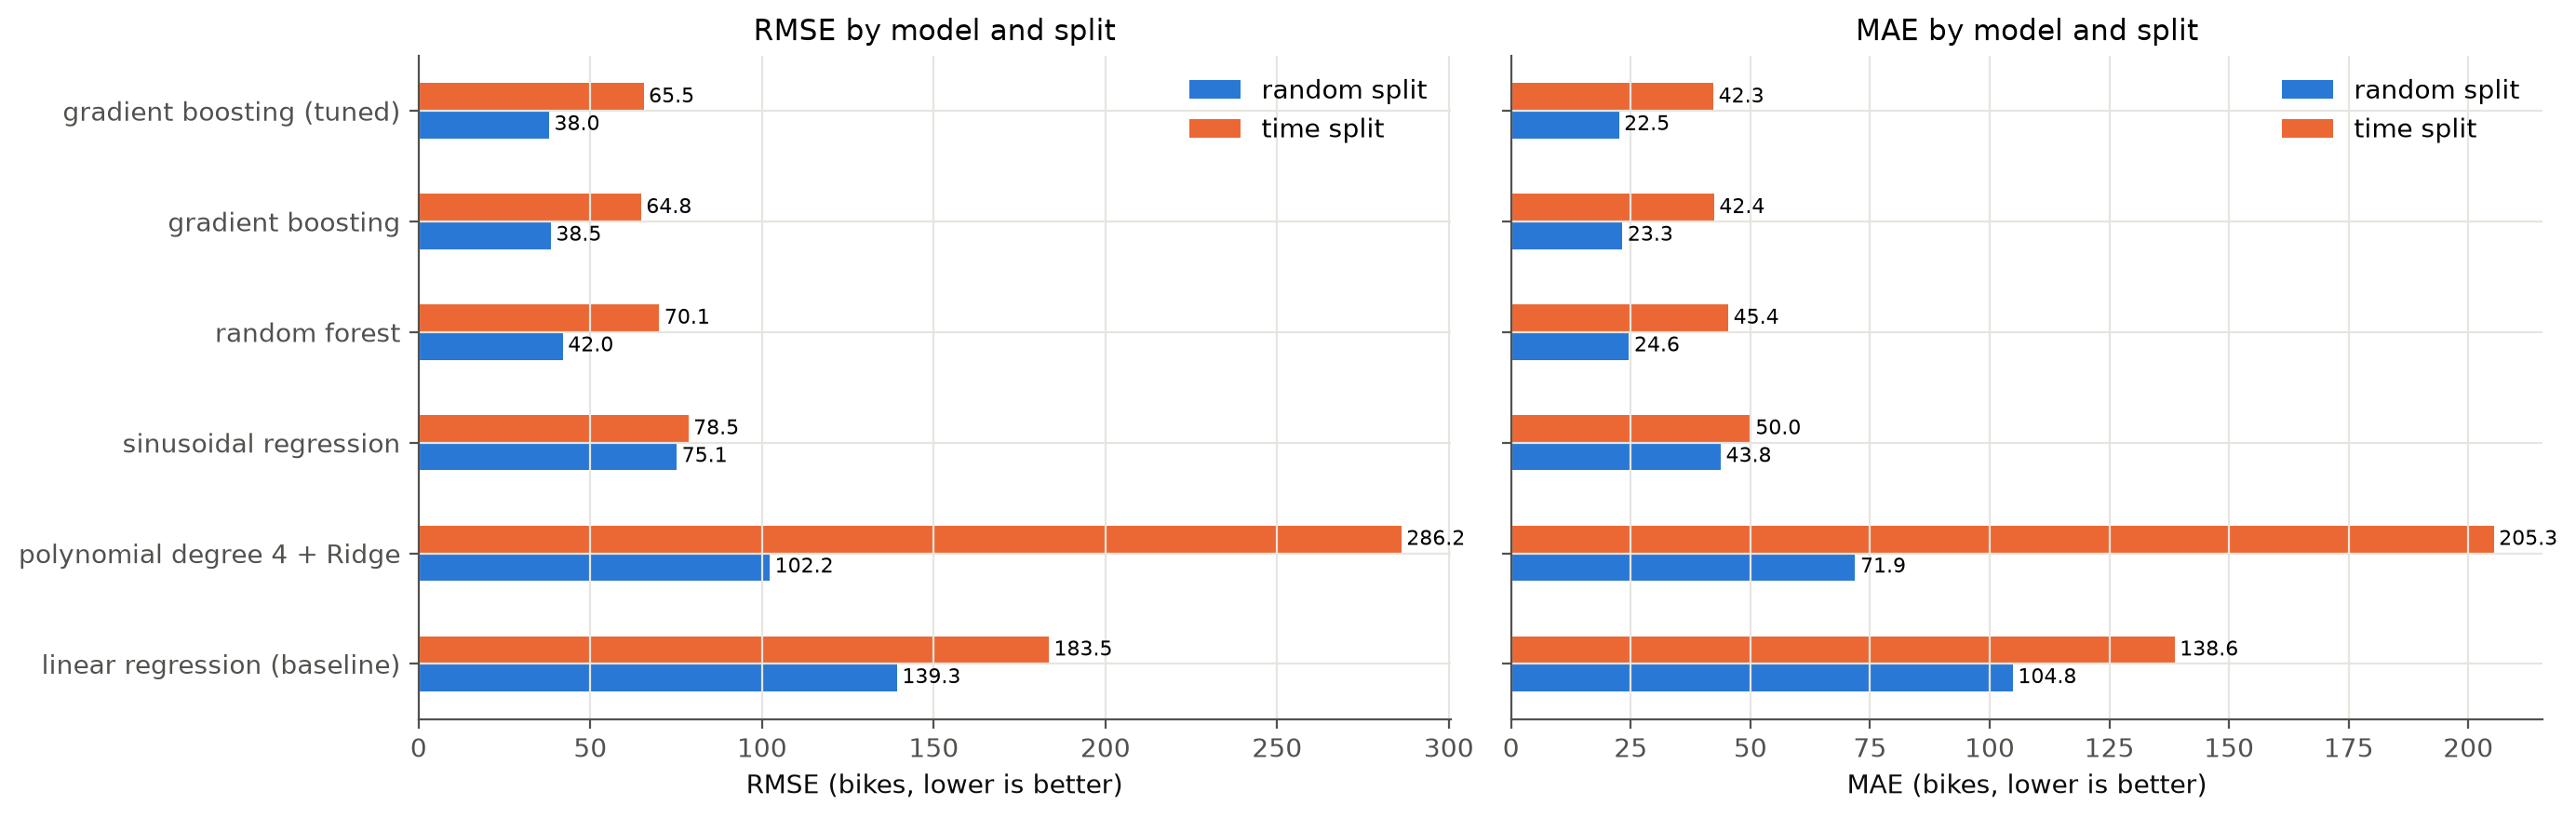 RMSE by model and split
random split
time split
gradient boosting (tuned)
65.5
38.0
gradient boosting
64.8
38.5
random forest
70.1
42.0
sinusoidal regression
78.5
75.1
polynomial degree 4 + Ridge
286.2
102.2
linear regression (baseline)
183.5
139.3
0 50 100 150 200 250 300
RMSE (bikes, lower is better)
MAE by model and split
random split
time split
42.3
22.5
42.4
23.3
45.4
24.6
50.0
43.8
205.3
71.9
138.6
104.8
0 25 50 75 100 125 150 175 200
MAE (bikes, lower is better)